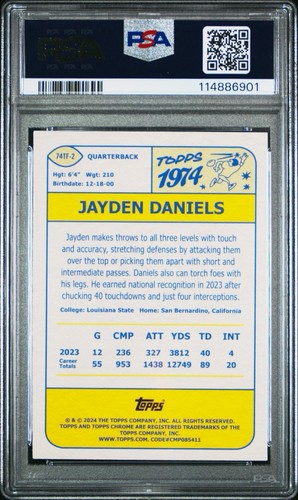 PSA
114886901
74TF-2 QUARTERBACK
Hgt: 6'4" Wgt: 210
Birthdate: 12-18-00
TOPPS
1974
JAYDEN DANIELS
Jayden makes throws to all three levels with touch
and accuracy, stretching defenses by attacking them
over the top or picking them apart with short and
intermediate passes. Daniels also can torch foes with
his legs. He earned national recognition in 2023 after
chucking 40 touchdowns and just four interceptions.
College: Louisiana State Home: San Bernardino, California
G CMP ATT YDS TD INT
2023 12 236 327 3812 40 4
Career
Totals 55 953 1438 12749 89 20
Topps
® & © 2024 THE TOPPS COMPANY, INC. ALL RIGHTS RESERVED.
TOPPS AND TOPPS CHROME ARE REGISTERED TRADEMARKS OF THE
TOPPS COMPANY, INC.
WWW.TOPPS.COM. CODE#CMP085411